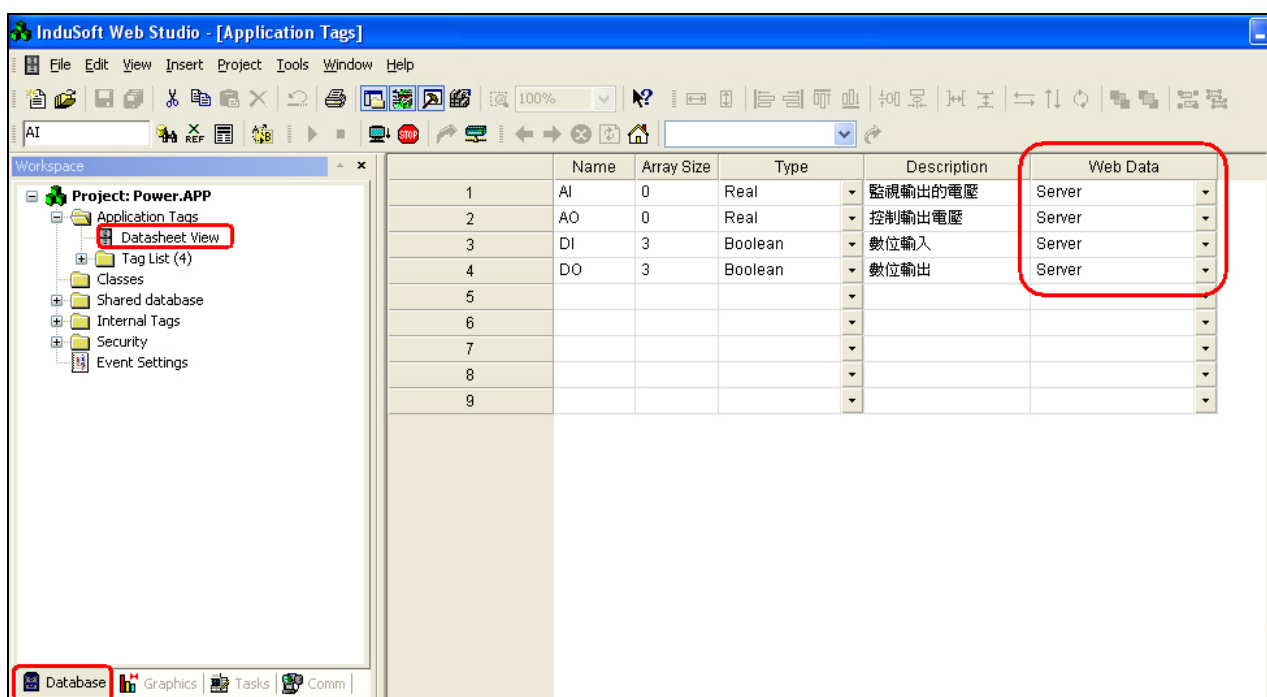 InduSoft Web Studio - [Application Tags]
File Edit View Insert Project Tools Window Help
100%
AI XREF STOP
Workspace
Project: Power.APP
Application Tags
Datasheet View
Tag List (4)
Classes
Shared database
Internal Tags
Security
Event Settings
Name Array Size Type Description Web Data
1 AI 0 Real 監視輸出的電壓 Server
2 AO 0 Real 控制輸出電壓 Server
3 DI 3 Boolean 數位輸入 Server
4 DO 3 Boolean 數位輸出 Server
5
6
7
8
9
Database Graphics Tasks Comm